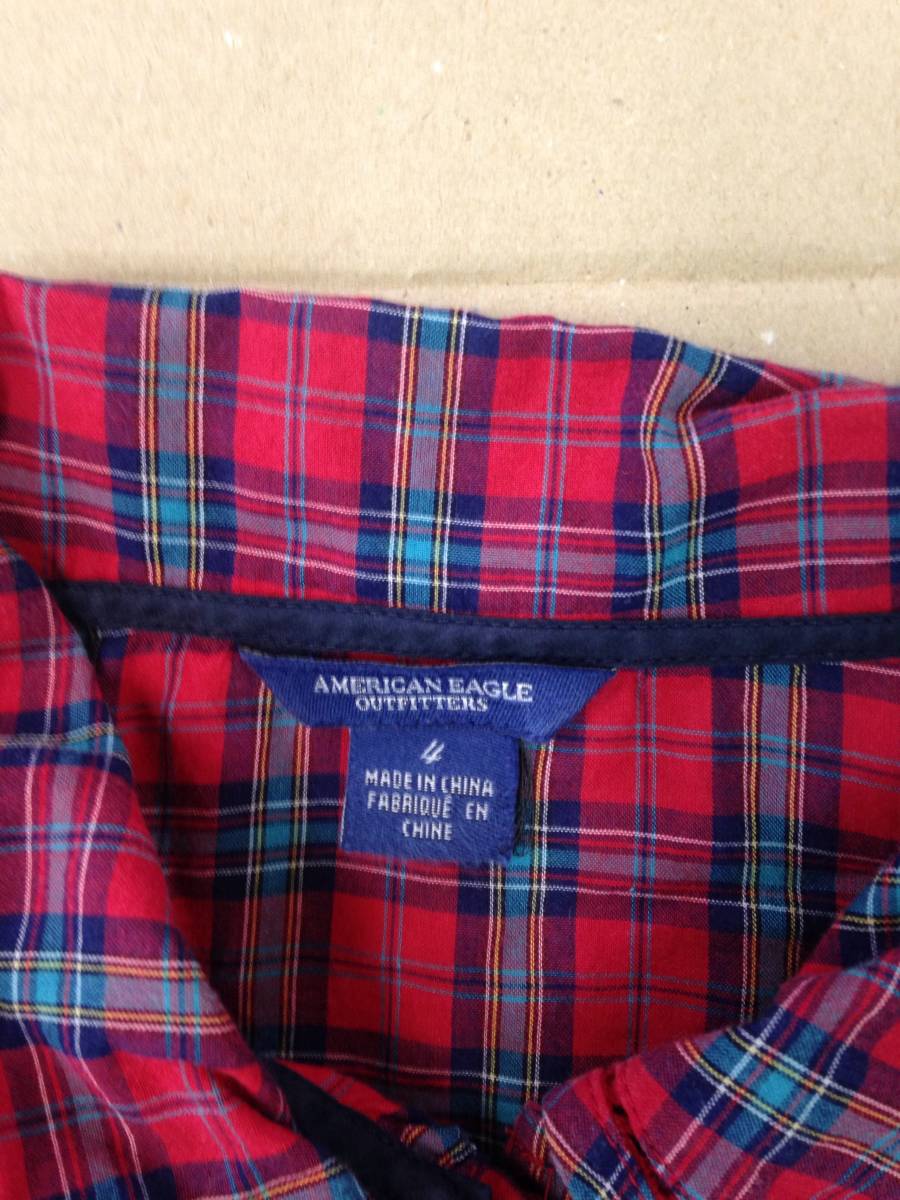 AMERICAN EAGLE
OUTFITTERS
4
MADE IN CHINA
FABRIQUÉ EN
CHINE